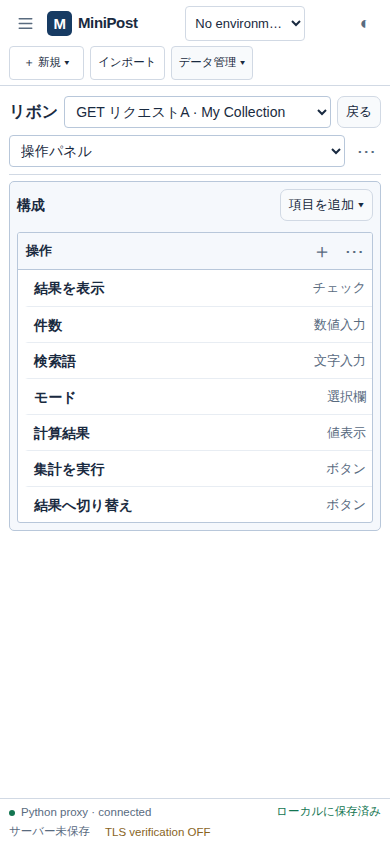 M MiniPost No environm…
＋ 新規 ▾ インポート データ管理 ▾
リボン GET リクエストA · My Collection 戻る
操作パネル ⋯
構成 項目を追加 ▾
操作 ＋ ⋯
結果を表示 チェック
件数 数値入力
検索語 文字入力
モード 選択欄
計算結果 値表示
集計を実行 ボタン
結果へ切り替え ボタン
Python proxy · connected ローカルに保存済み
サーバー未保存 TLS verification OFF